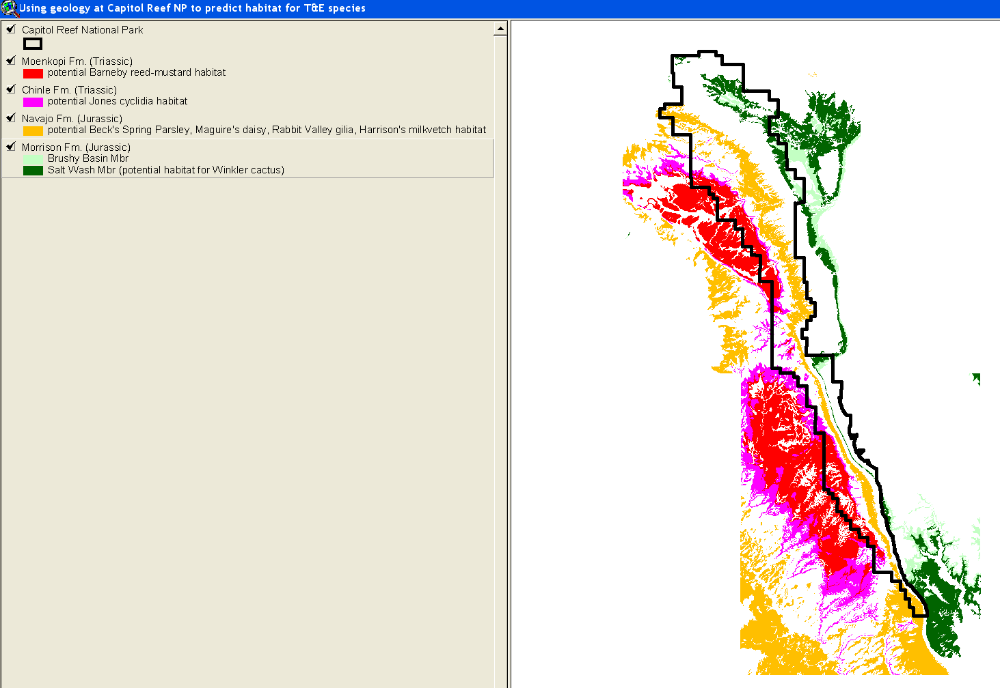 Using geology at Capitol Reef NP to predict habitat for T&E species
Capitol Reef National Park
Moenkopi Fm. (Triassic)
potential Barneby reed-mustard habitat
Chinle Fm. (Triassic)
potential Jones cyclidia habitat
Navajo Fm. (Jurassic)
potential Beck's Spring Parsley, Maguire's daisy, Rabbit Valley gilia, Harrison's milkvetch habitat
Morrison Fm. (Jurassic)
Brushy Basin Mbr
Salt Wash Mbr (potential habitat for Winkler cactus)